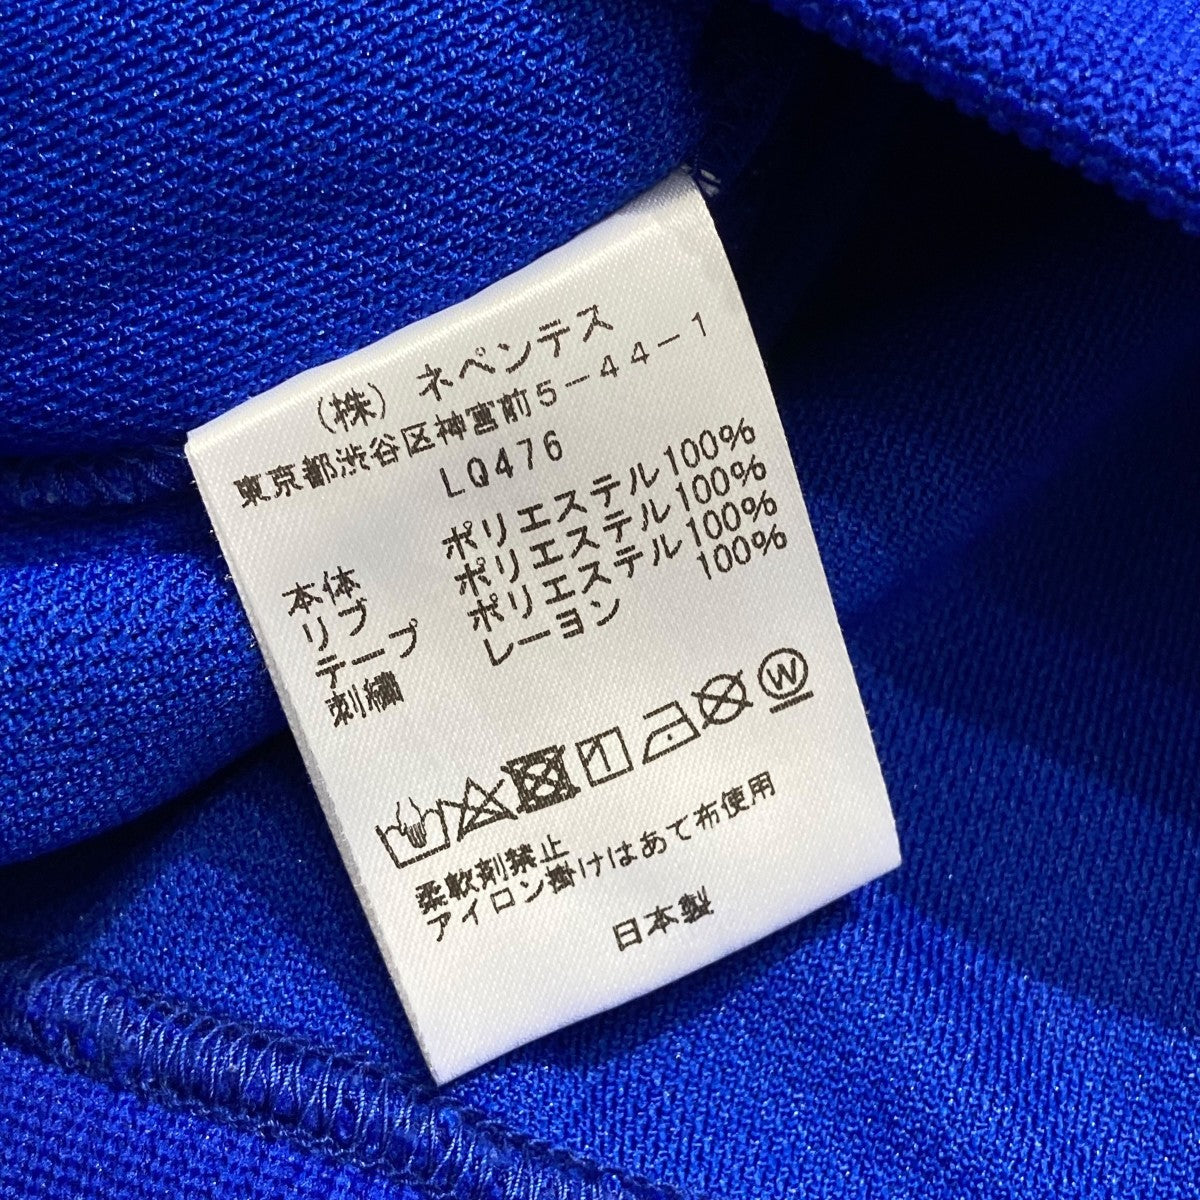 （株）ネペンテス
東京都渋谷区神宮前5-44-1
LQ476
本体 ポリエステル100%
リブ ポリエステル100%
テープ ポリエステル100%
刺繍 レーヨン 100%
W
柔軟剤禁止
アイロン掛けはあて布使用
日本製